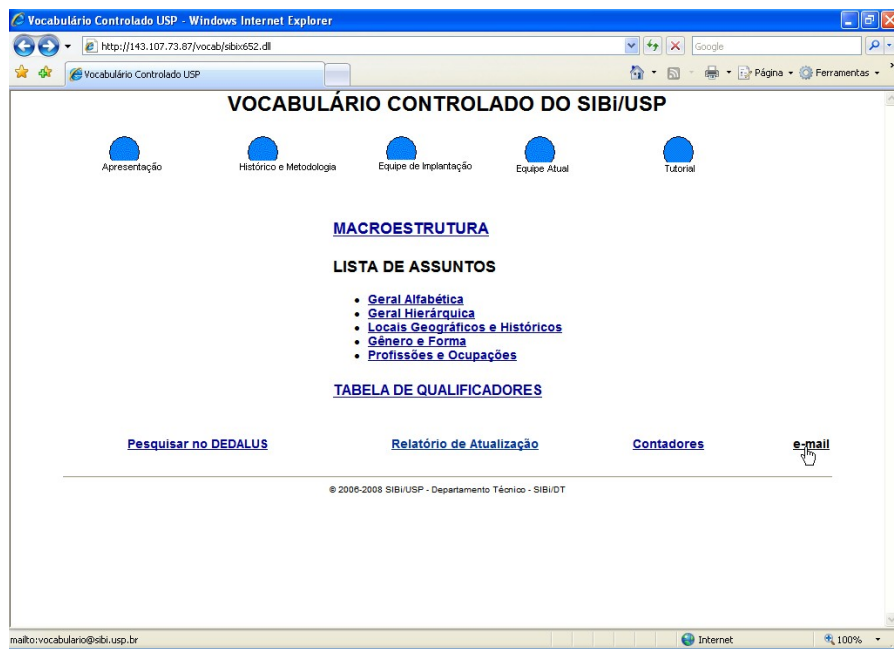 Vocabulário Controlado USP - Windows Internet Explorer
http://143.107.73.87/vocab/sibix652.dll
Google
Vocabulário Controlado USP
Página
Ferramentas
VOCABULÁRIO CONTROLADO DO SIBi/USP
Apresentação
Histórico e Metodologia
Equipe de Implantação
Equipe Atual
Tutorial
MACROESTRUTURA
LISTA DE ASSUNTOS
Geral Alfabética
Geral Hierárquica
Locais Geográficos e Históricos
Gênero e Forma
Profissões e Ocupações
TABELA DE QUALIFICADORES
Pesquisar no DEDALUS
Relatório de Atualização
Contadores
e-mail
© 2006-2008 SIBi/USP - Departamento Técnico - SIBi/DT
mailto:vocabulario@sibi.usp.br
Internet
100%